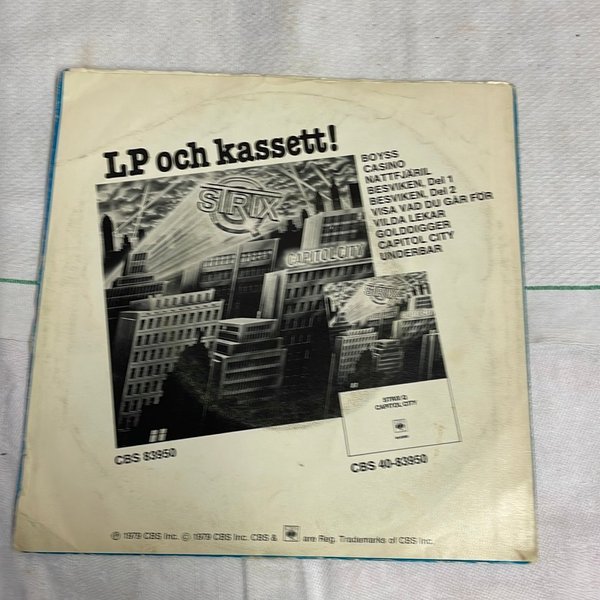 LP och kassett!
STRIX
CAPITOL CITY
BOYSS
CASINO
NATTFJÄRIL
BESVIKEN, Del 1
BESVIKEN, Del 2
VISA VAD DU GÅR FÖR
VILDA LEKAR
GOLDDIGGER
CAPITOL CITY
UNDERBAR
STRIX
CAPITOL CITY
CBS 83950
CBS 40-83950
℗ 1979 CBS Inc. © 1979 CBS Inc. CBS & are Reg. Trademarks of CBS Inc.